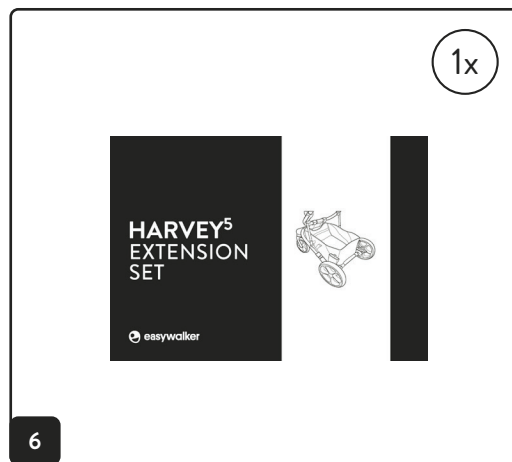 1x
HARVEY⁵
EXTENSION
SET
easywalker
6